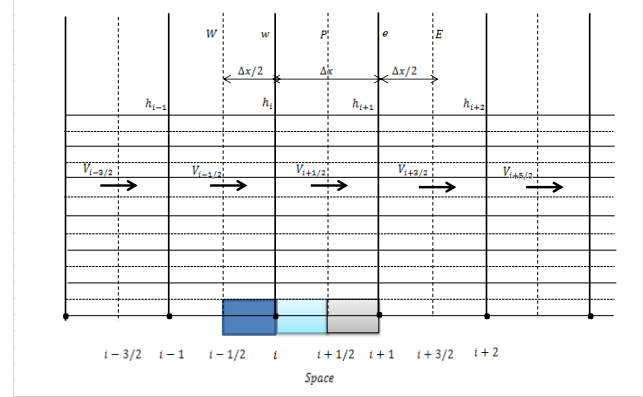 W w P e E
Δx/2 Δx Δx/2
h_{i−1} h_i h_{i+1} h_{i+2}
V_{i−3/2} V_{i−1/2} V_{i+1/2} V_{i+3/2} V_{i+5/2}
i − 3/2 i − 1 i − 1/2 i i + 1/2 i + 1 i + 3/2 i + 2
Space